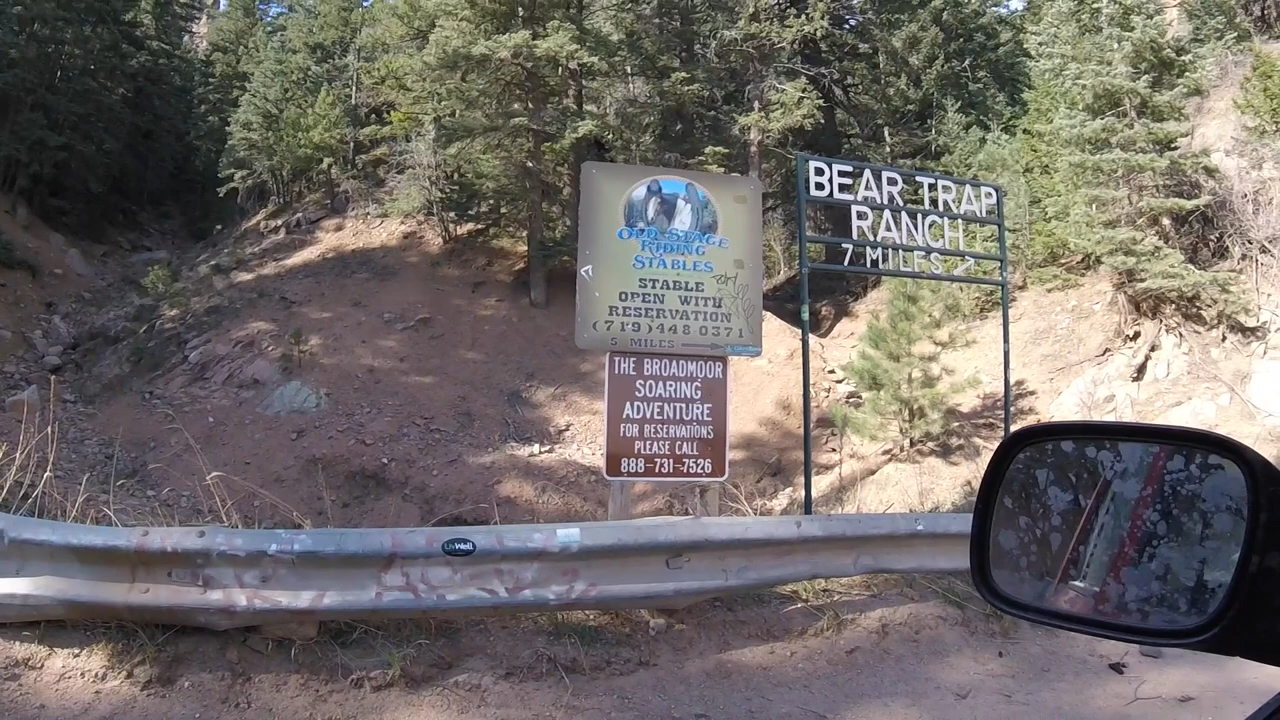 OLD STAGE
RIDING
STABLES
STABLE
OPEN WITH
RESERVATION
(719)448-0371
5 MILES
THE BROADMOOR
SOARING
ADVENTURE
FOR RESERVATIONS
PLEASE CALL
888-731-7526
BEAR TRAP
RANCH
7 MILES
LivWell